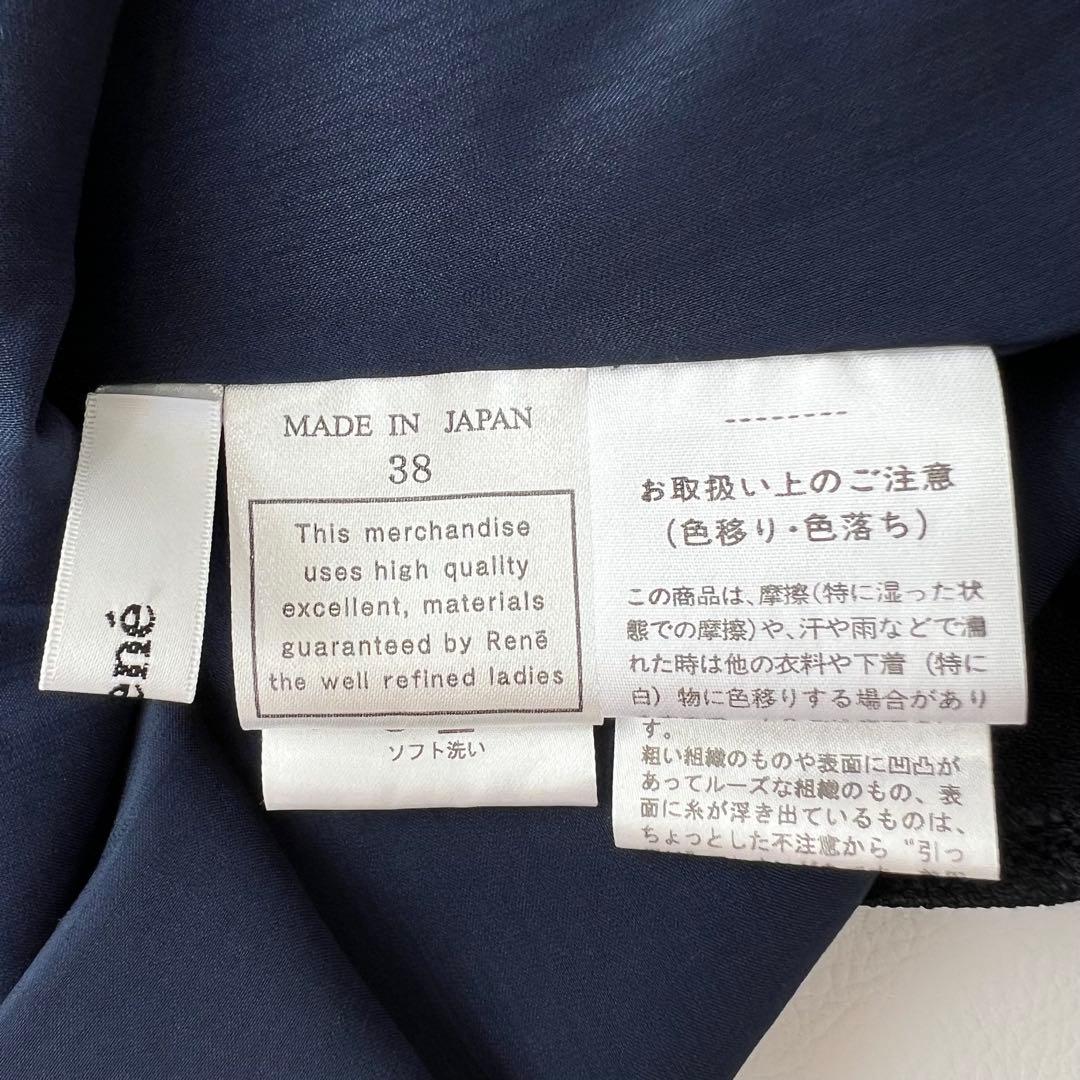 MADE IN JAPAN
38
This merchandise
uses high quality
excellent, materials
guaranteed by Renē
the well refined ladies
ソフト洗い
--------
お取扱い上のご注意
(色移り・色落ち)
この商品は、摩擦(特に湿った状
態での摩擦)や、汗や雨などで濡
れた時は他の衣料や下着(特に
白)物に色移りする場合があり
す。
粗い組織のものや表面に凹凸が
あってルーズな組織のもの、表
面に糸が浮き出ているものは、
ちょっとした不注意から“引っ